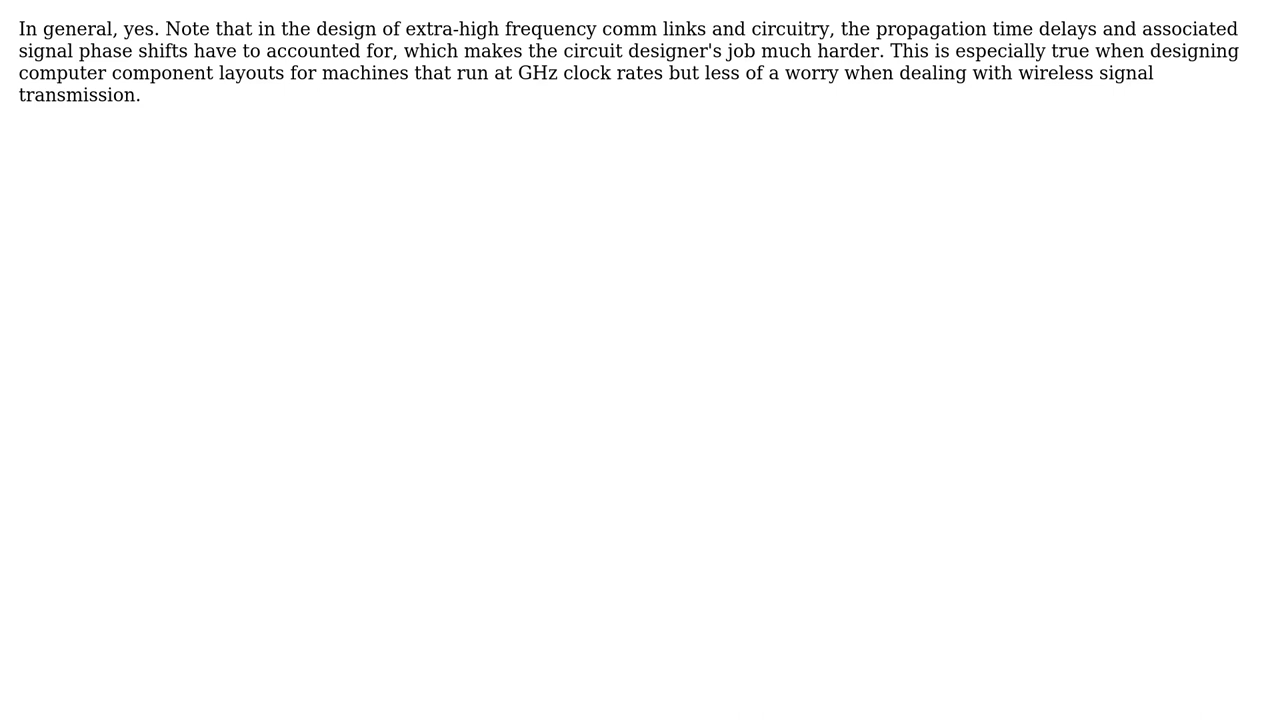 In general, yes. Note that in the design of extra-high frequency comm links and circuitry, the propagation time delays and associated
signal phase shifts have to accounted for, which makes the circuit designer's job much harder. This is especially true when designing
computer component layouts for machines that run at GHz clock rates but less of a worry when dealing with wireless signal
transmission.